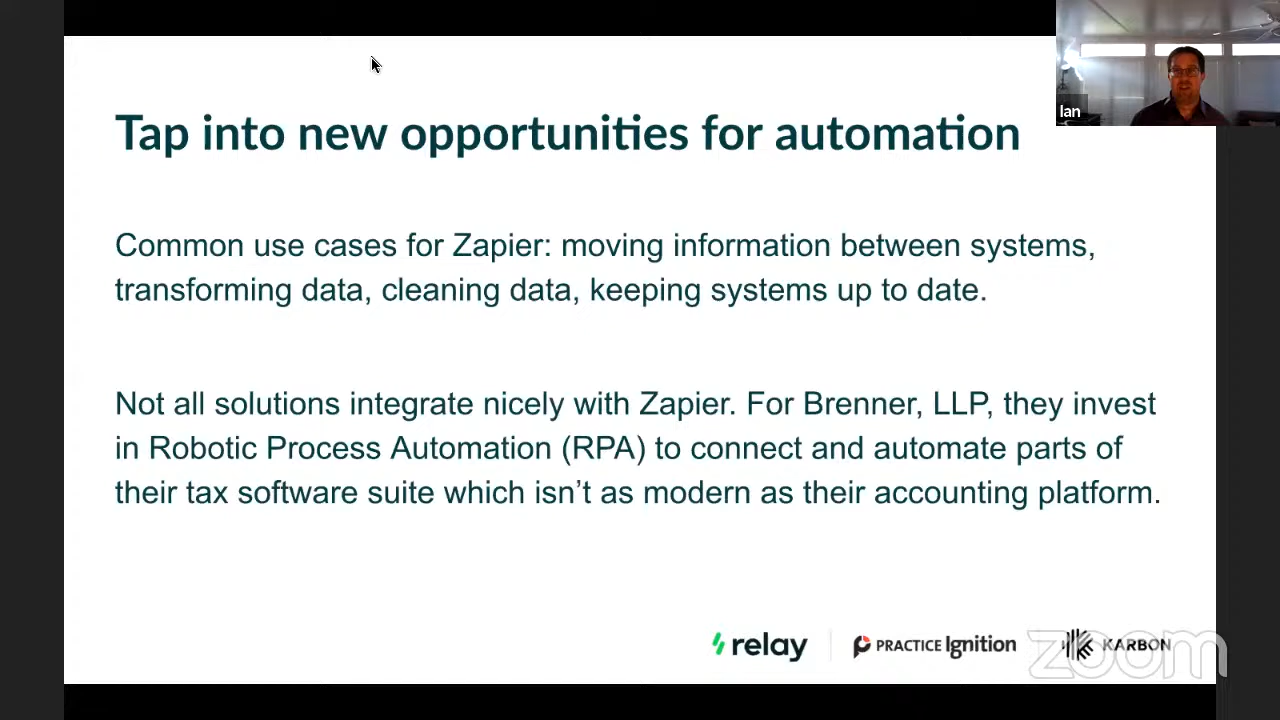 Ian
Tap into new opportunities for automation
Common use cases for Zapier: moving information between systems,
transforming data, cleaning data, keeping systems up to date.
Not all solutions integrate nicely with Zapier. For Brenner, LLP, they invest
in Robotic Process Automation (RPA) to connect and automate parts of
their tax software suite which isn’t as modern as their accounting platform.
relay
PRACTICE Ignition
KARBON
zoom